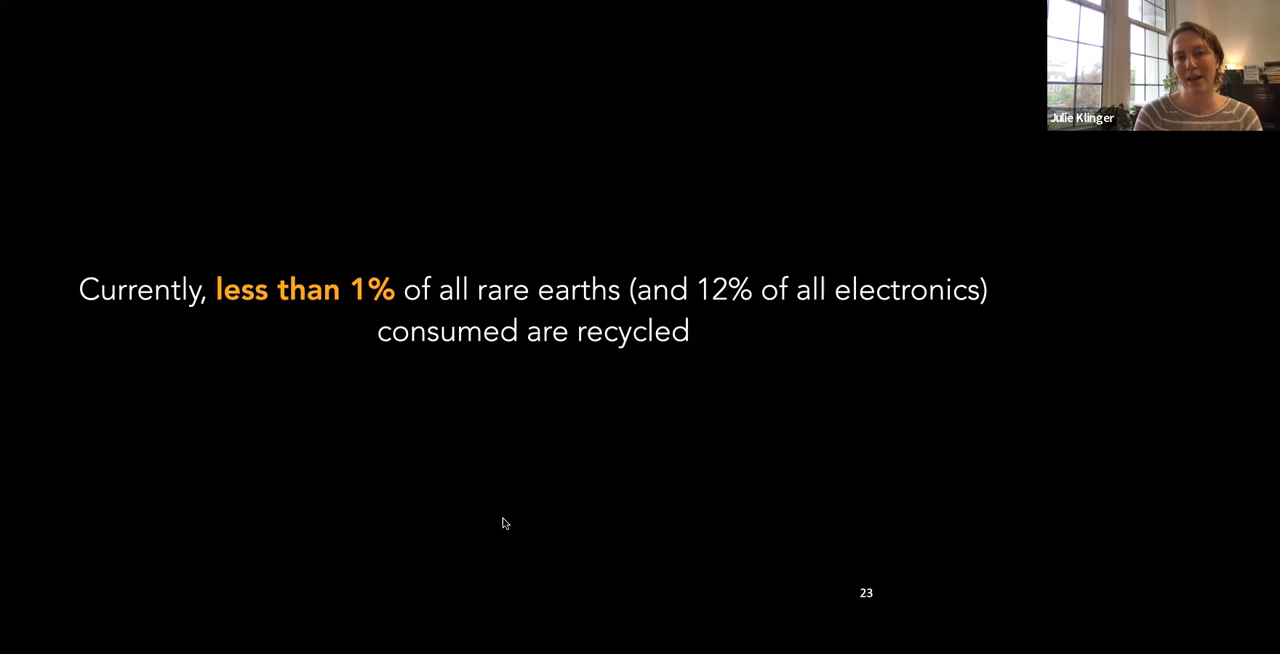 Julie Klinger
Currently, less than 1% of all rare earths (and 12% of all electronics)
consumed are recycled
23